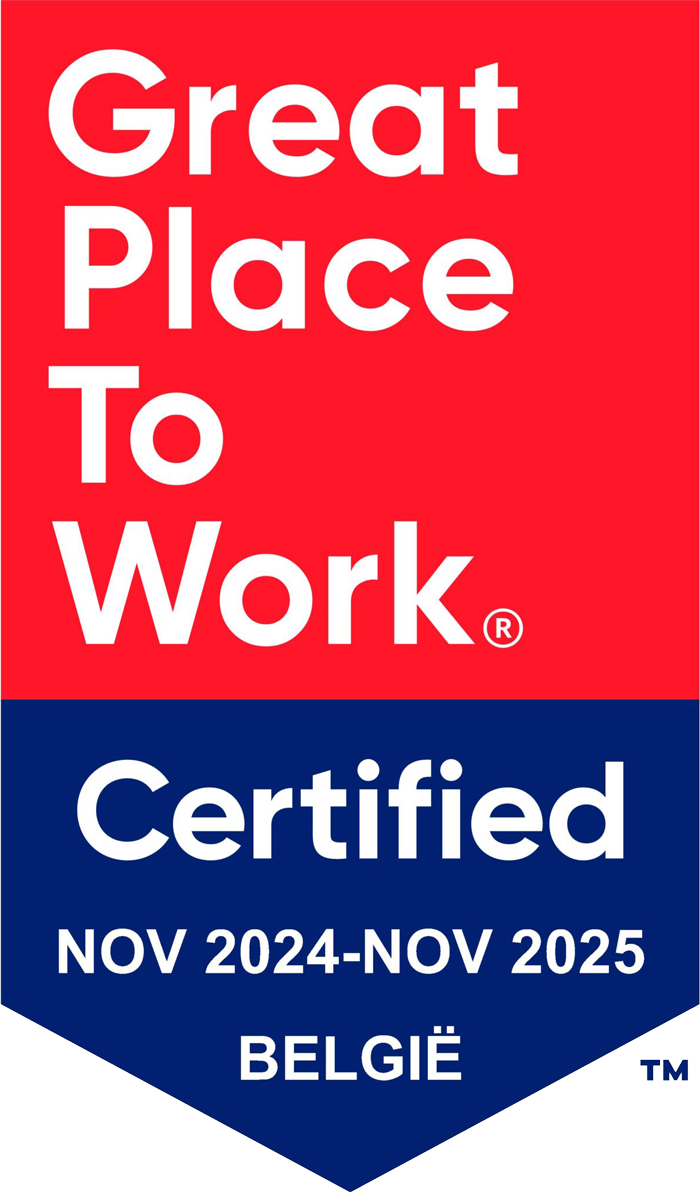 Great
Place
To
Work®
Certified
NOV 2024-NOV 2025
BELGIË
™